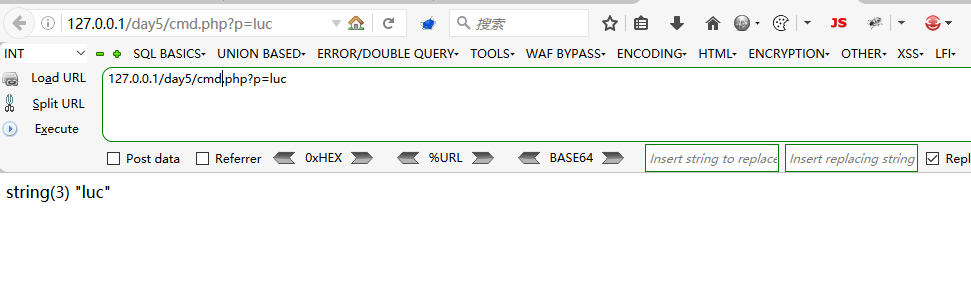 127.0.0.1/day5/cmd.php?p=luc 搜索 JS
INT SQL BASICS UNION BASED ERROR/DOUBLE QUERY TOOLS WAF BYPASS ENCODING HTML ENCRYPTION OTHER XSS LFI
Load URL 127.0.0.1/day5/cmd.php?p=luc
Split URL
Execute
Post data Referrer 0xHEX %URL BASE64 Insert string to replace Insert replacing string Repl
string(3) "luc"